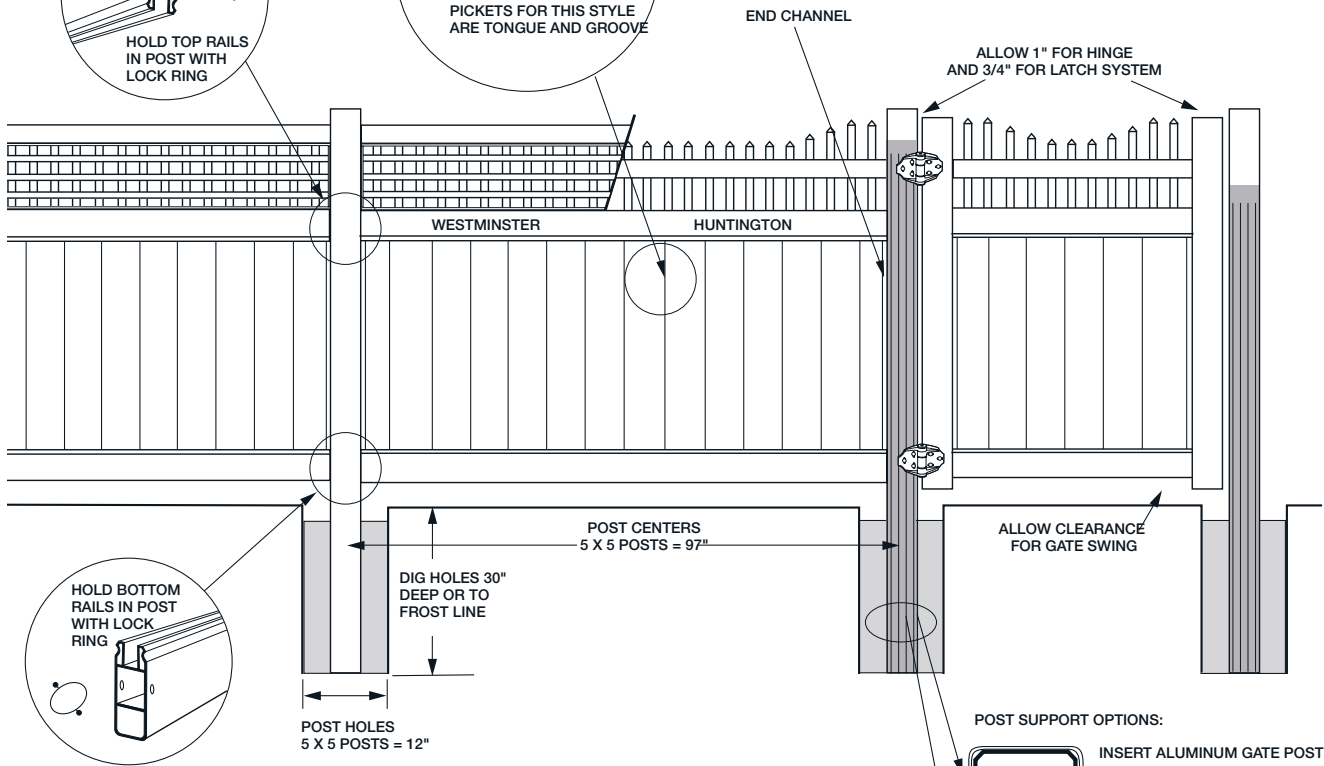 PICKETS FOR THIS STYLE
ARE TONGUE AND GROOVE
END CHANNEL
HOLD TOP RAILS
IN POST WITH
LOCK RING
ALLOW 1" FOR HINGE
AND 3/4" FOR LATCH SYSTEM
WESTMINSTER
HUNTINGTON
POST CENTERS
5 X 5 POSTS = 97"
ALLOW CLEARANCE
FOR GATE SWING
DIG HOLES 30"
DEEP OR TO
FROST LINE
HOLD BOTTOM
RAILS IN POST
WITH LOCK
RING
POST HOLES
5 X 5 POSTS = 12"
POST SUPPORT OPTIONS:
INSERT ALUMINUM GATE POST